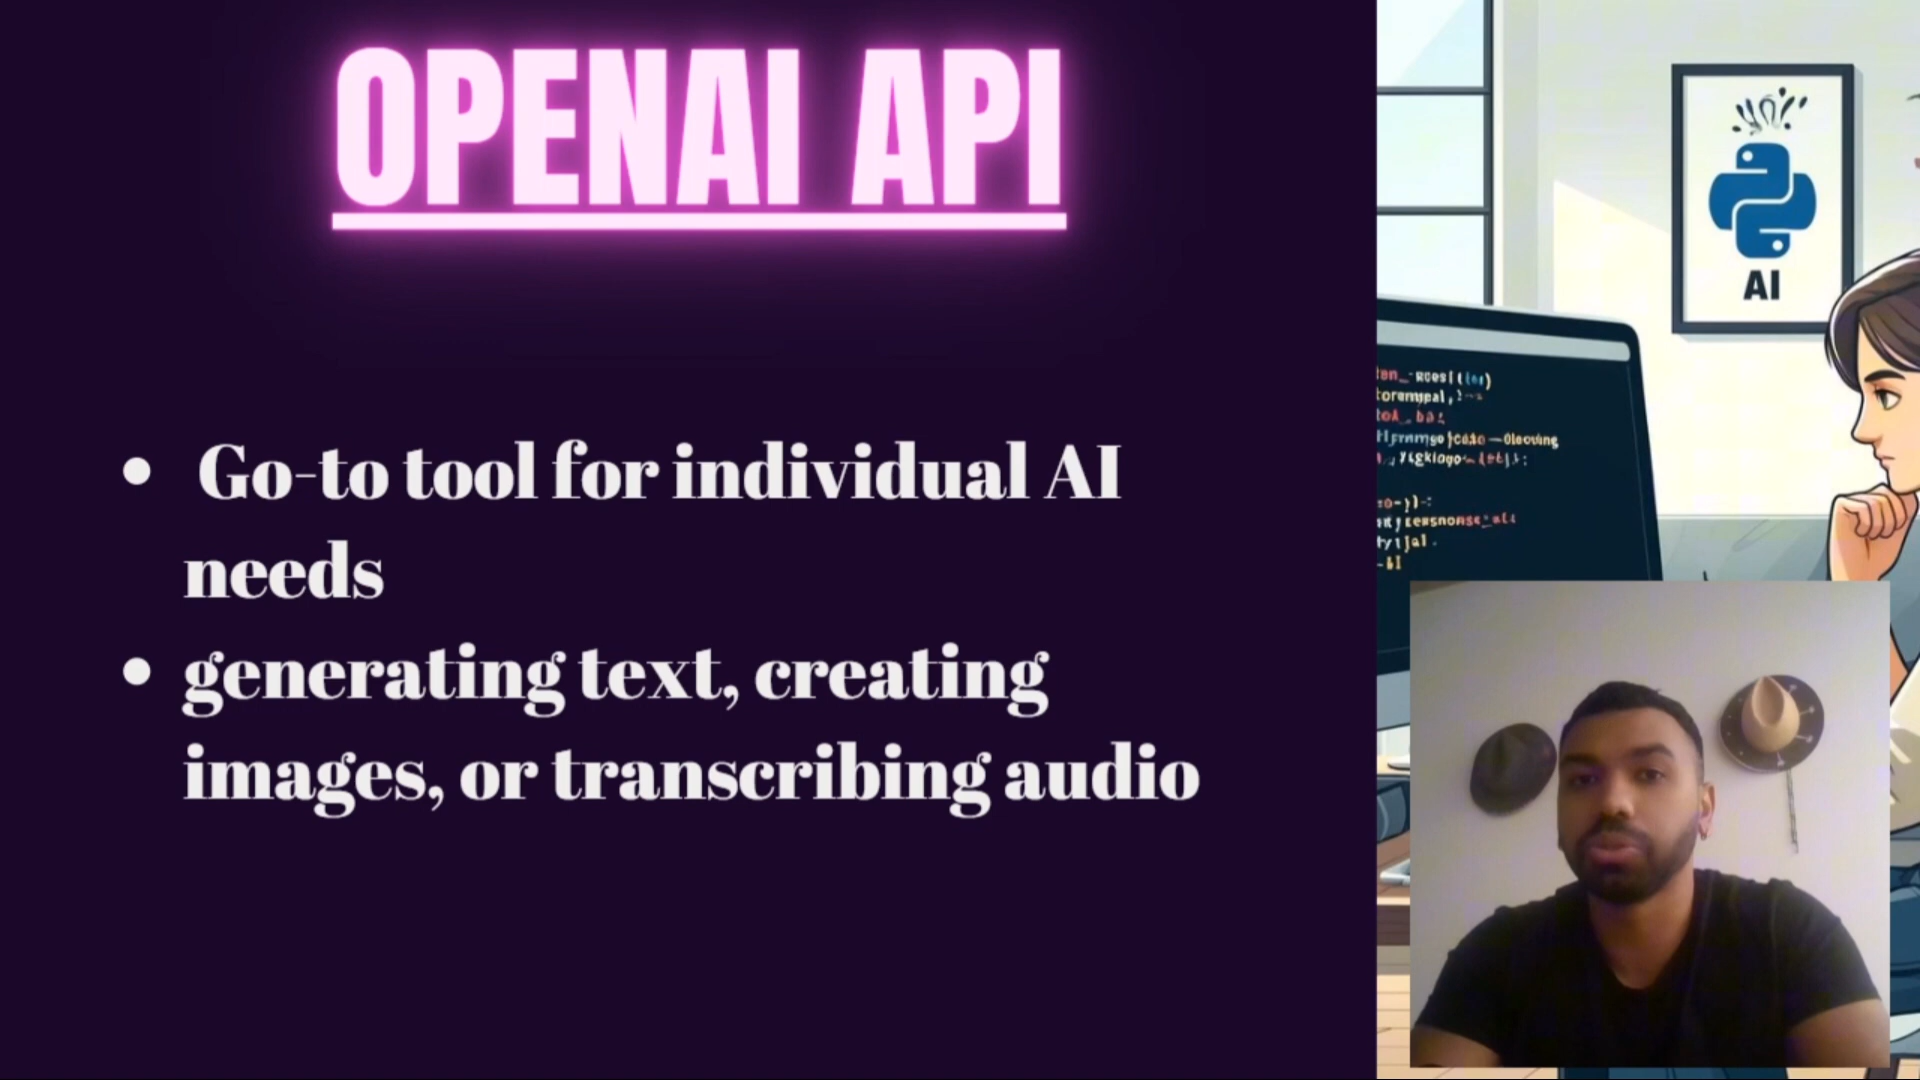 OPENAI API
• Go-to tool for individual AI
needs
• generating text, creating
images, or transcribing audio
AI